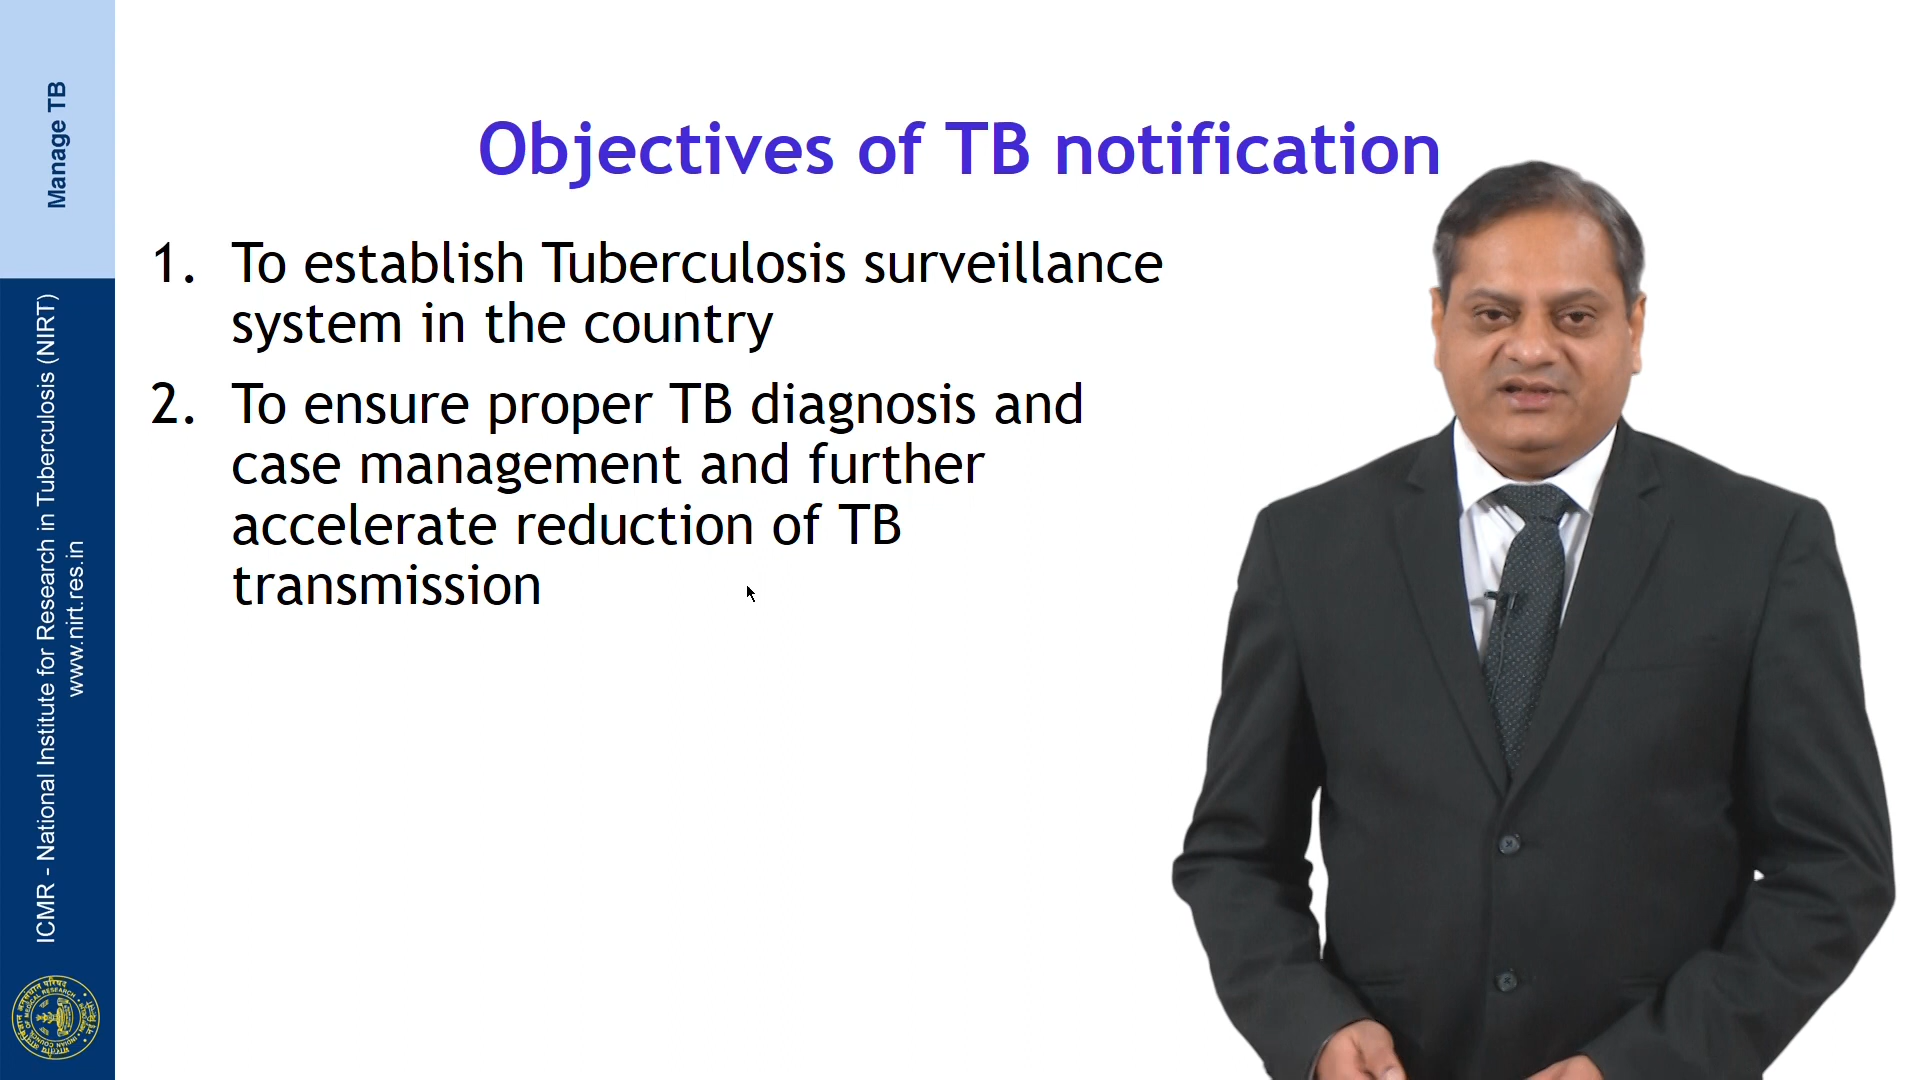 Manage TB
ICMR - National Institute for Research in Tuberculosis (NIRT)
www.nirt.res.in
Objectives of TB notification
1. To establish Tuberculosis surveillance
system in the country
2. To ensure proper TB diagnosis and
case management and further
accelerate reduction of TB
transmission